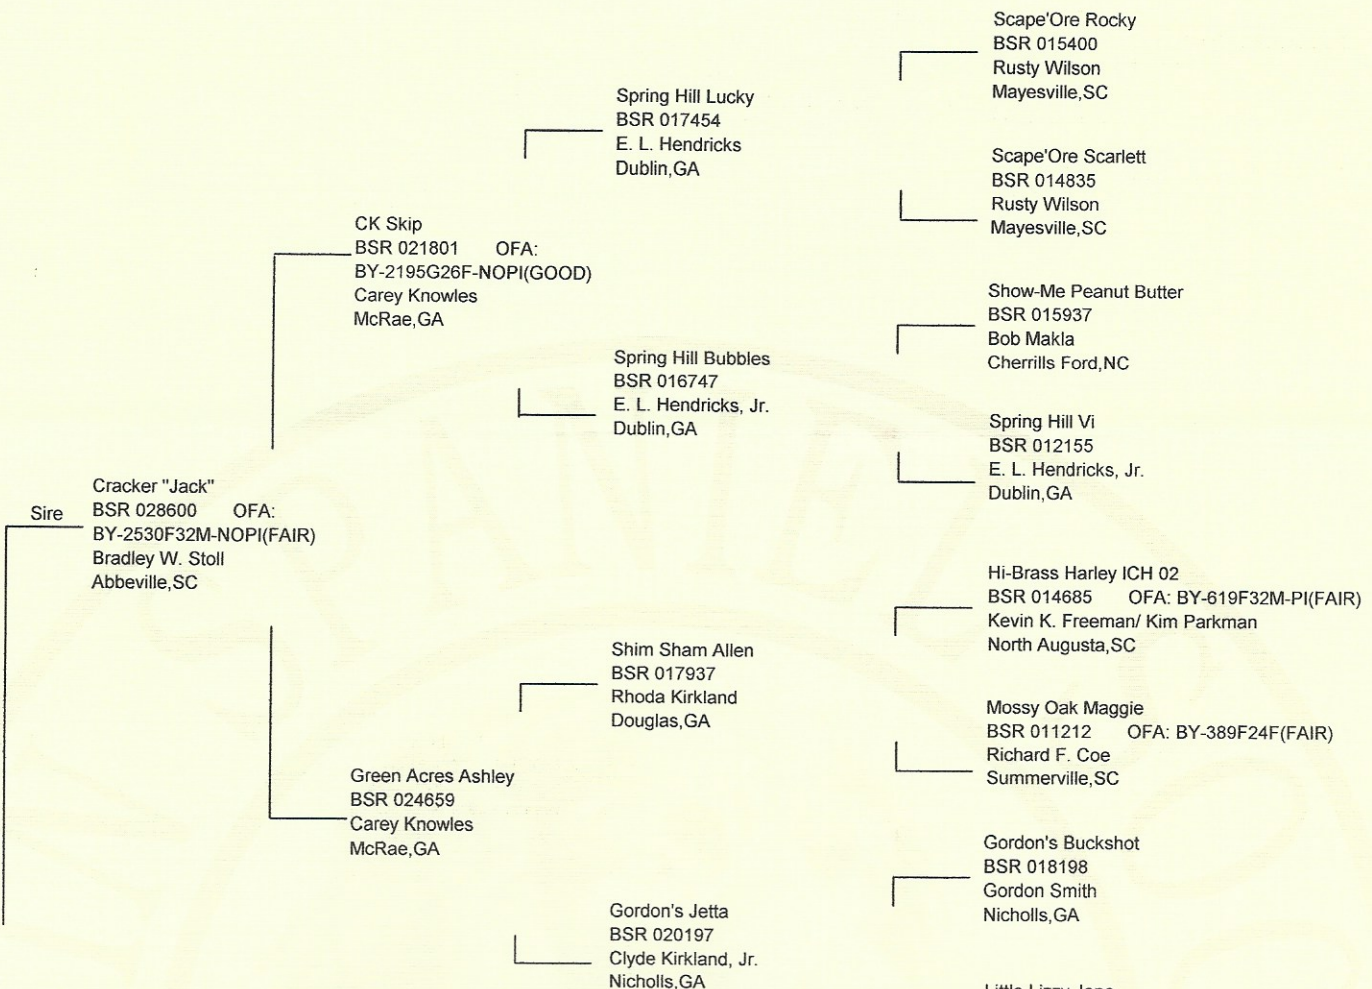 Scape'Ore Rocky
BSR 015400
Rusty Wilson
Mayesville,SC
Spring Hill Lucky
BSR 017454
E. L. Hendricks
Dublin,GA
Scape'Ore Scarlett
BSR 014835
Rusty Wilson
Mayesville,SC
CK Skip
BSR 021801 OFA:
BY-2195G26F-NOPI(GOOD)
Carey Knowles
McRae,GA
Show-Me Peanut Butter
BSR 015937
Bob Makla
Cherrills Ford,NC
Spring Hill Bubbles
BSR 016747
E. L. Hendricks, Jr.
Dublin,GA
Spring Hill Vi
BSR 012155
E. L. Hendricks, Jr.
Dublin,GA
Sire
Cracker "Jack"
BSR 028600 OFA:
BY-2530F32M-NOPI(FAIR)
Bradley W. Stoll
Abbeville,SC
Hi-Brass Harley ICH 02
BSR 014685 OFA: BY-619F32M-PI(FAIR)
Kevin K. Freeman/ Kim Parkman
North Augusta,SC
Shim Sham Allen
BSR 017937
Rhoda Kirkland
Douglas,GA
Mossy Oak Maggie
BSR 011212 OFA: BY-389F24F(FAIR)
Richard F. Coe
Summerville,SC
Green Acres Ashley
BSR 024659
Carey Knowles
McRae,GA
Gordon's Buckshot
BSR 018198
Gordon Smith
Nicholls,GA
Gordon's Jetta
BSR 020197
Clyde Kirkland, Jr.
Nicholls,GA